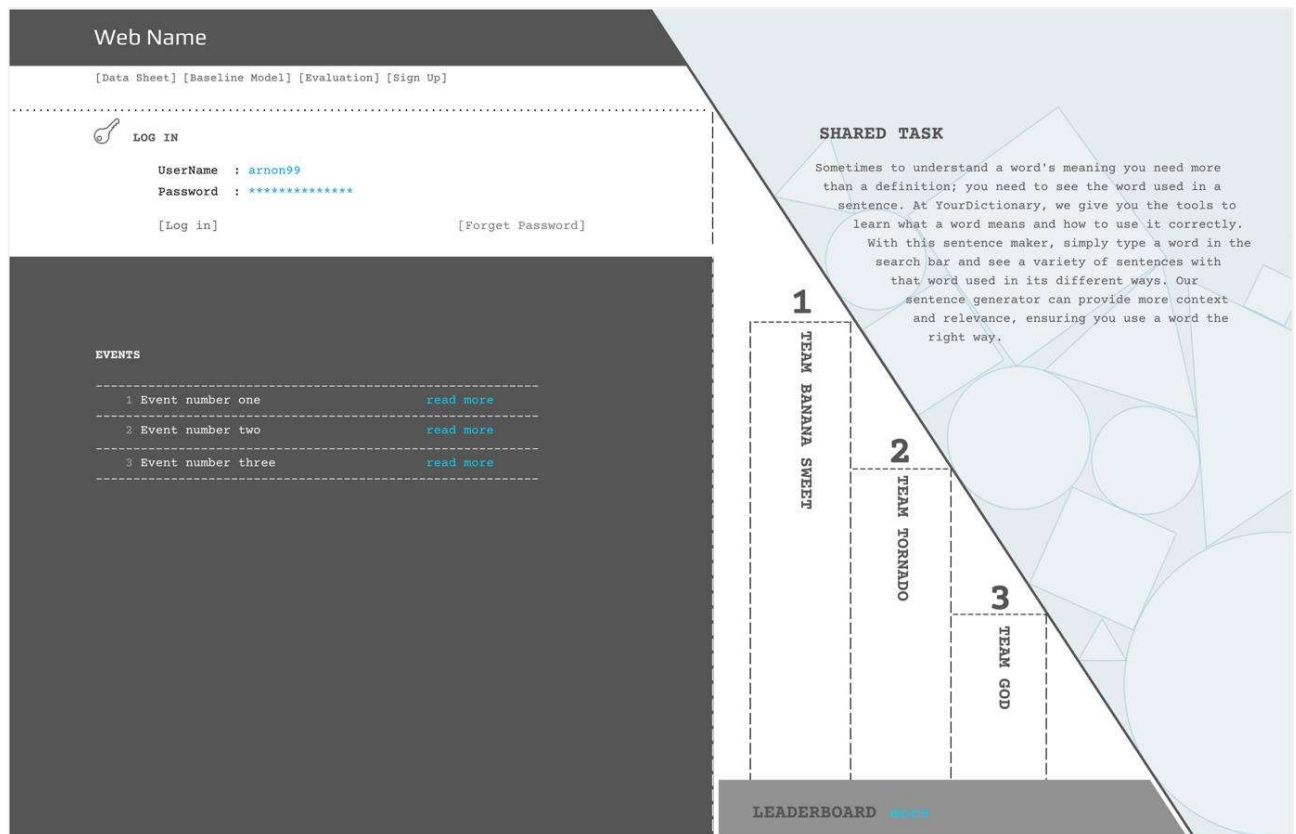 Web Name
[Data Sheet] [Baseline Model] [Evaluation] [Sign Up]
LOG IN
UserName : arnon99
Password : **************
[Log in] [Forget Password]
EVENTS
1 Event number one read more
2 Event number two read more
3 Event number three read more
SHARED TASK
Sometimes to understand a word's meaning you need more
than a definition; you need to see the word used in a
sentence. At YourDictionary, we give you the tools to
learn what a word means and how to use it correctly.
With this sentence maker, simply type a word in the
search bar and see a variety of sentences with
that word used in its different ways. Our
sentence generator can provide more context
and relevance, ensuring you use a word the
right way.
1
TEAM BANANA SWEET
2
TEAM TORNADO
3
TEAM GOD
LEADERBOARD more